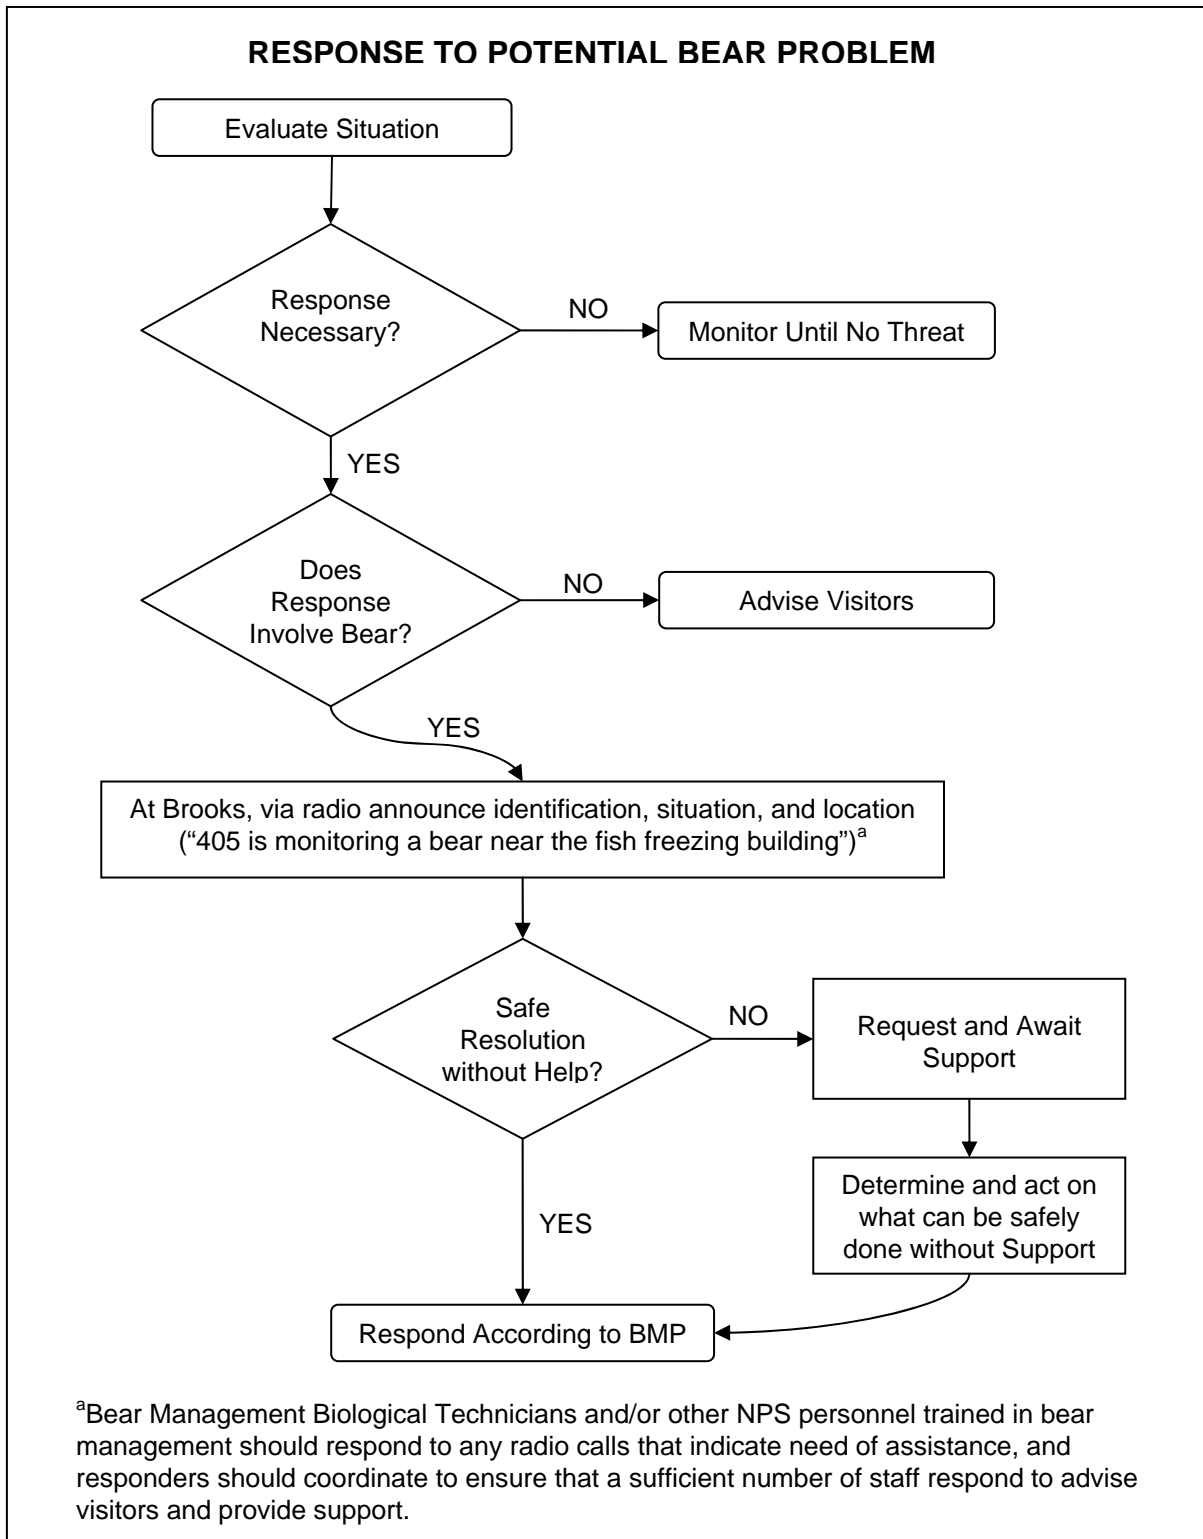 RESPONSE TO POTENTIAL BEAR PROBLEM
Evaluate Situation
Response
Necessary?
NO
Monitor Until No Threat
YES
Does
Response
Involve Bear?
NO
Advise Visitors
YES
At Brooks, via radio announce identification, situation, and location
(“405 is monitoring a bear near the fish freezing building”)a
Safe
Resolution
without Help?
NO
Request and Await
Support
Determine and act on
what can be safely
done without Support
YES
Respond According to BMP
aBear Management Biological Technicians and/or other NPS personnel trained in bear
management should respond to any radio calls that indicate need of assistance, and
responders should coordinate to ensure that a sufficient number of staff respond to advise
visitors and provide support.